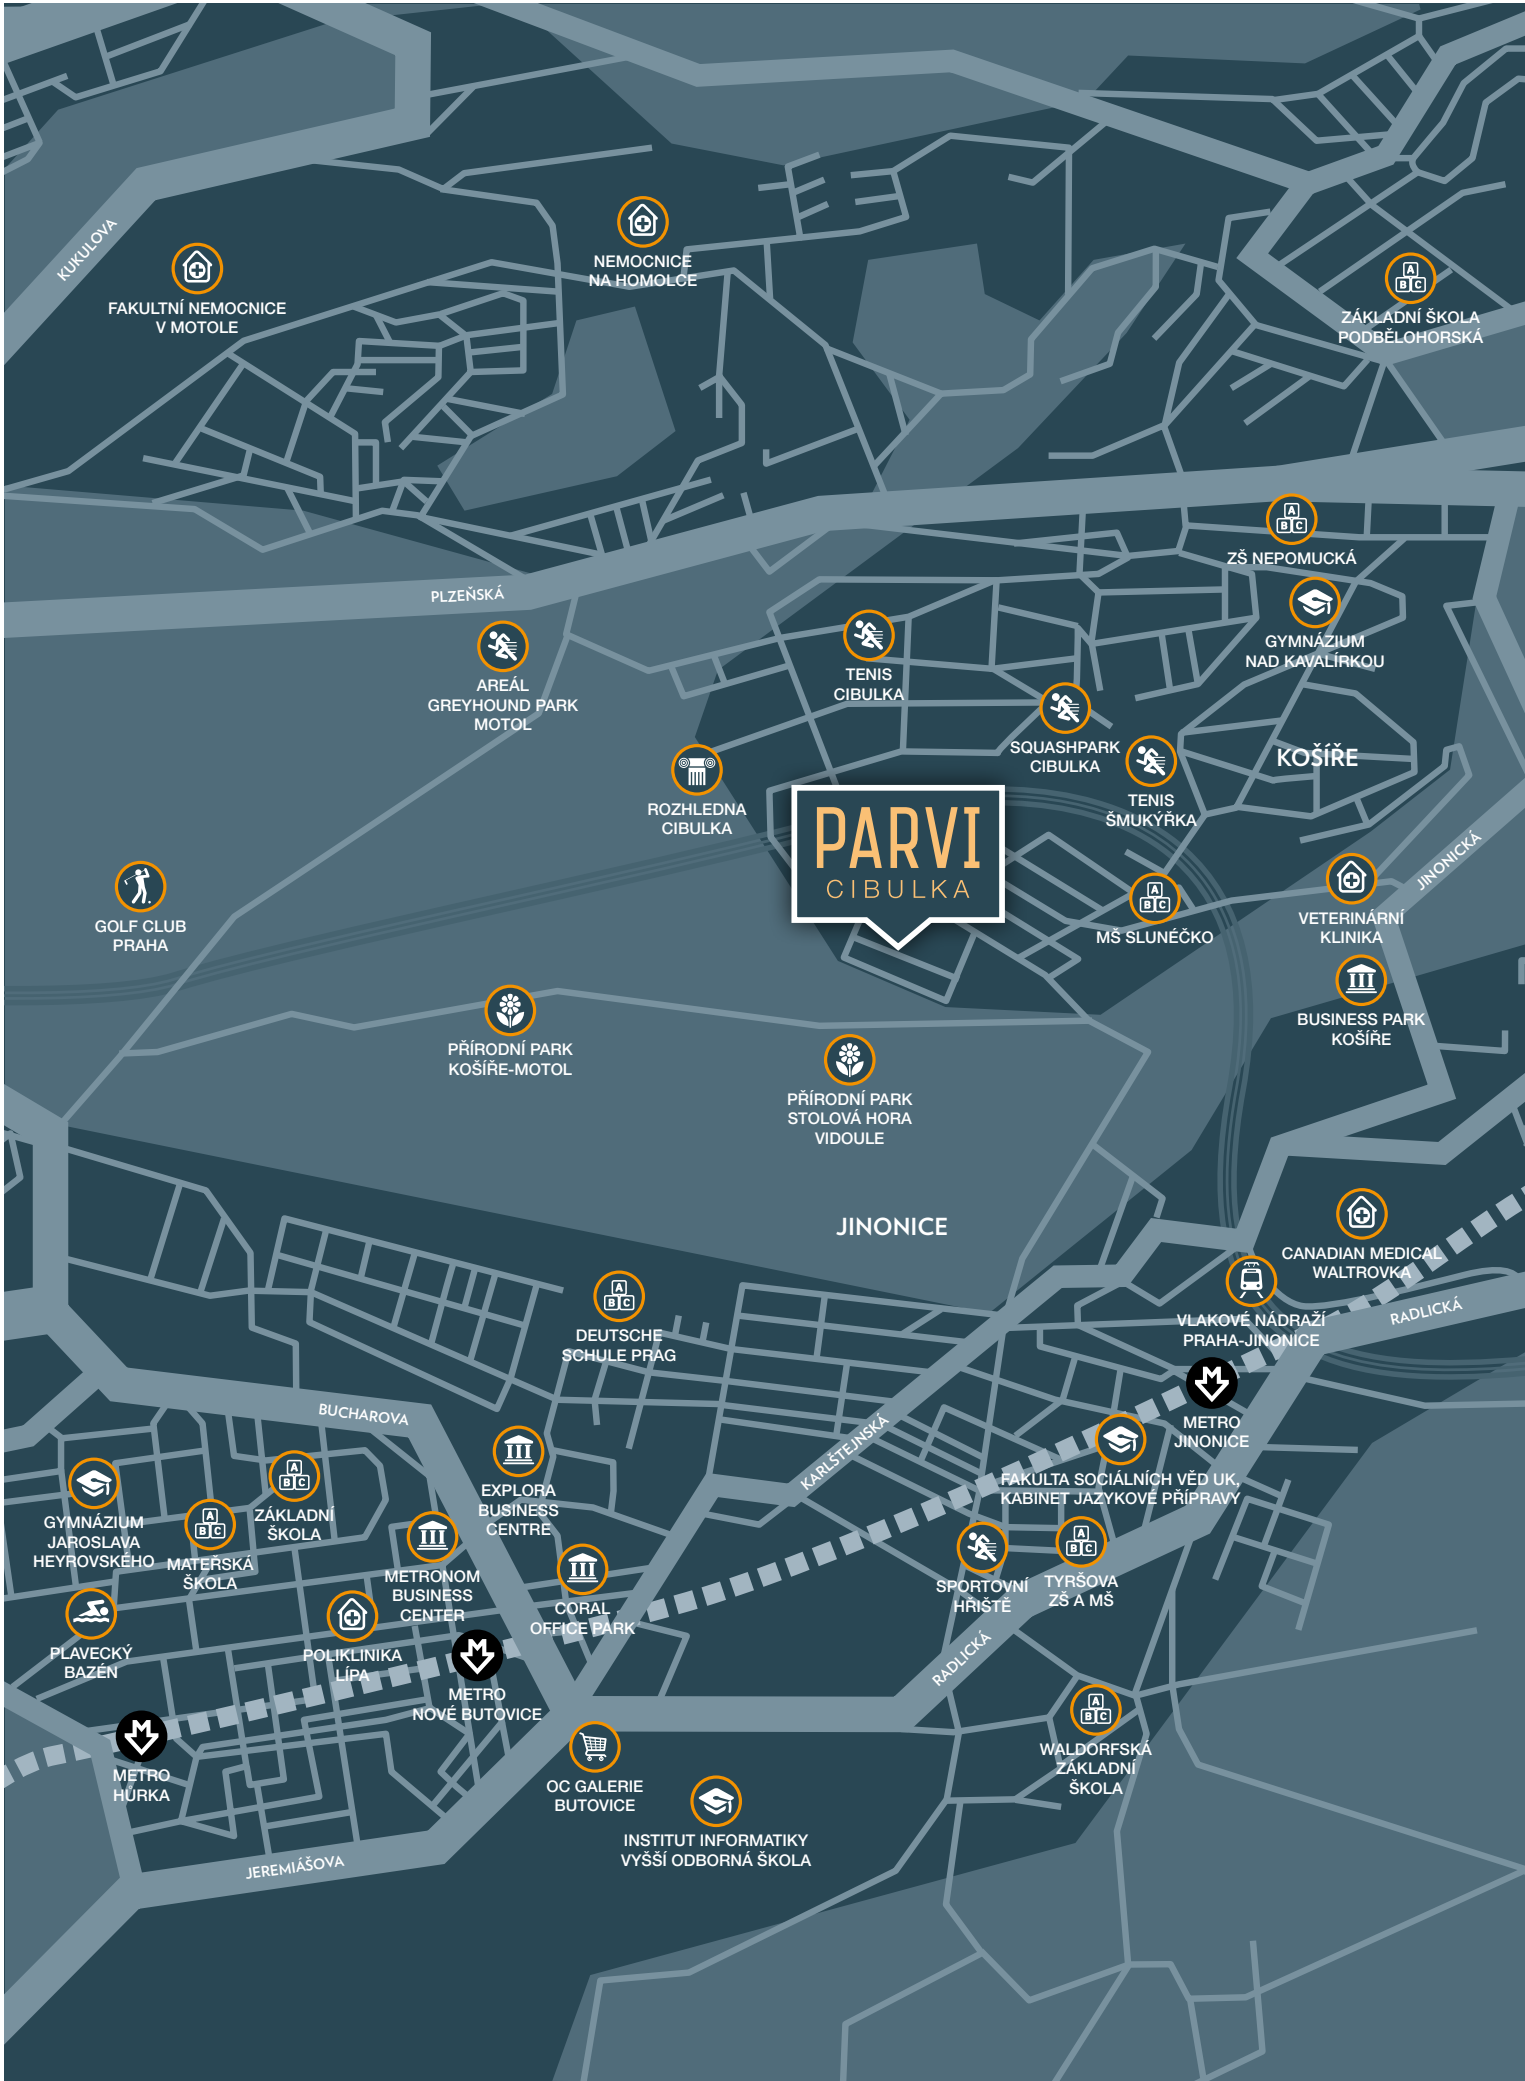 KUKULOVA
FAKULTNÍ NEMOCNICE
V MOTOLE
NEMOCNICE
NA HOMOLCE
A
B C
ZÁKLADNÍ ŠKOLA
PODBĚLOHORSKÁ
PLZEŇSKÁ
A
B C
ZŠ NEPOMUCKÁ
GYMNÁZIUM
NAD KAVALÍRKOU
AREÁL
GREYHOUND PARK
MOTOL
TENIS
CIBULKA
SQUASHPARK
CIBULKA
KOŠÍŘE
TENIS
ŠMUKÝŘKA
ROZHLEDNA
CIBULKA
PARVI
CIBULKA
JINONICKÁ
GOLF CLUB
PRAHA
A
B C
MŠ SLUNÉČKO
VETERINÁRNÍ
KLINIKA
BUSINESS PARK
KOŠÍŘE
PŘÍRODNÍ PARK
KOŠÍŘE-MOTOL
PŘÍRODNÍ PARK
STOLOVÁ HORA
VIDOULE
JINONICE
CANADIAN MEDICAL
WALTROVKA
RADLICKÁ
VLAKOVÉ NÁDRAŽÍ
PRAHA-JINONICE
A
B C
DEUTSCHE
SCHULE PRAG
M
METRO
JINONICE
BUCHAROVA
KARLŠTEJNSKÁ
FAKULTA SOCIÁLNÍCH VĚD UK,
KABINET JAZYKOVÉ PŘÍPRAVY
EXPLORA
BUSINESS
CENTRE
GYMNÁZIUM
JAROSLAVA
HEYROVSKÉHO
A
B C
MATEŘSKÁ
ŠKOLA
A
B C
ZÁKLADNÍ
ŠKOLA
METRONOM
BUSINESS
CENTER
CORAL
OFFICE PARK
SPORTOVNÍ
HŘIŠTĚ
A
B C
TYRŠOVA
ZŠ A MŠ
PLAVECKÝ
BAZÉN
POLIKLINIKA
LÍPA
M
METRO
NOVÉ BUTOVICE
RADLICKÁ
M
METRO
HŮRKA
OC GALERIE
BUTOVICE
A
B C
WALDORFSKÁ
ZÁKLADNÍ
ŠKOLA
INSTITUT INFORMATIKY
VYŠŠÍ ODBORNÁ ŠKOLA
JEREMIÁŠOVA